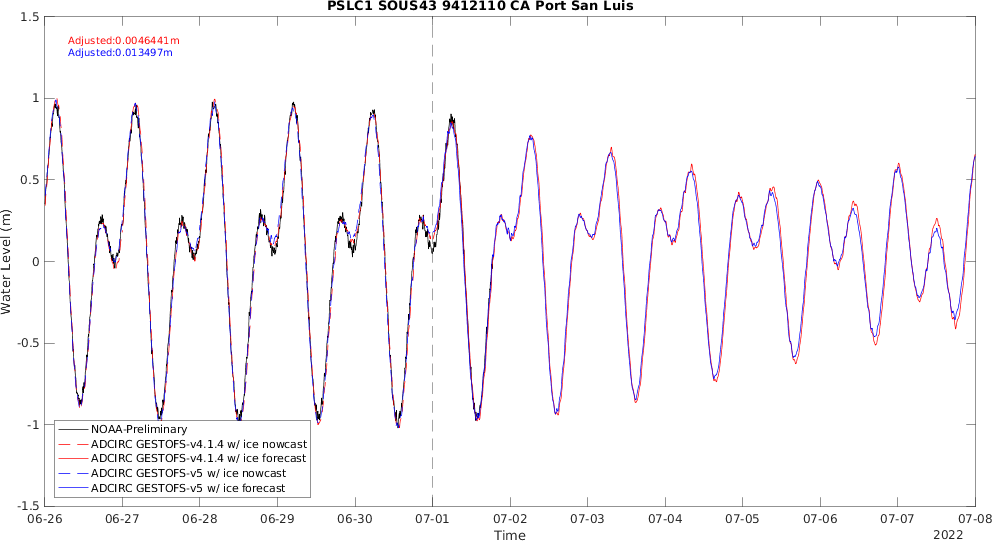 PSLC1 SOUS43 9412110 CA Port San Luis
Adjusted:0.0046441m
Adjusted:0.013497m
1.5
1
0.5
0
-0.5
-1
-1.5
Water Level (m)
NOAA-Preliminary
ADCIRC GESTOFS-v4.1.4 w/ ice nowcast
ADCIRC GESTOFS-v4.1.4 w/ ice forecast
ADCIRC GESTOFS-v5 w/ ice nowcast
ADCIRC GESTOFS-v5 w/ ice forecast
06-26 06-27 06-28 06-29 06-30 07-01 07-02 07-03 07-04 07-05 07-06 07-07 07-08
Time
2022